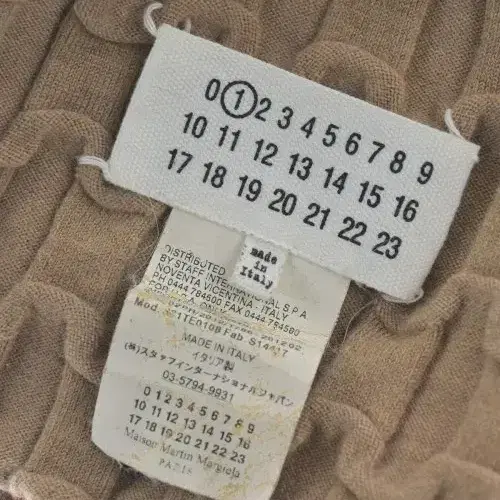 0 1 2 3 4 5 6 7 8 9
10 11 12 13 14 15 16
17 18 19 20 21 22 23
made
in
Italy
DISTRIBUTED
BY STAFF INTERNATIONAL S.P.A
NOVENTA VICENTINA - ITALY
PH 0444 784500 FAX 0444 784500
Fab S14417
MADE IN ITALY
イタリア製
(株)スタッフインターナショナルジャパン
03-5794-9931
0 1 2 3 4 5 6 7 8 9
10 11 12 13 14 15 16
17 18 19 20 21 22 23
Maison Martin Margiela
PARIS